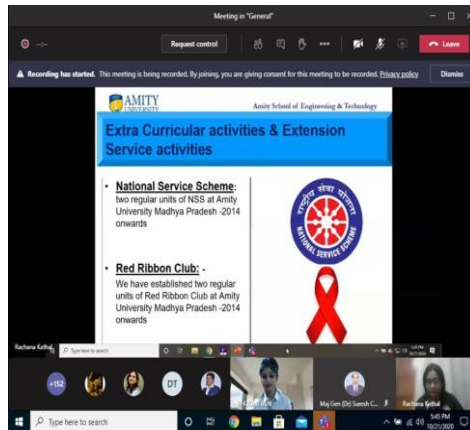 Meeting in "General"
Request control
Leave
Recording has started. This meeting is being recorded. By joining, you are giving consent for this meeting to be recorded. Privacy policy
Dismiss
AMITY
UNIVERSITY
Amity School of Engineering & Technology
Extra Curricular activities & Extension
Service activities
• National Service Scheme:
two regular units of NSS at Amity
University Madhya Pradesh -2014
onwards
• Red Ribbon Club: -
We have established two regular
units of Red Ribbon Club at Amity
University Madhya Pradesh -2014
onwards
राष्ट्रीय सेवा योजना
NATIONAL SERVICE SCHEME
Rachana Kathal
Type here to search
+152
DT
Maj Gen (Dr) Suresh C...
Rachana Kathal
Type here to search
5:45 PM
10/21/2020